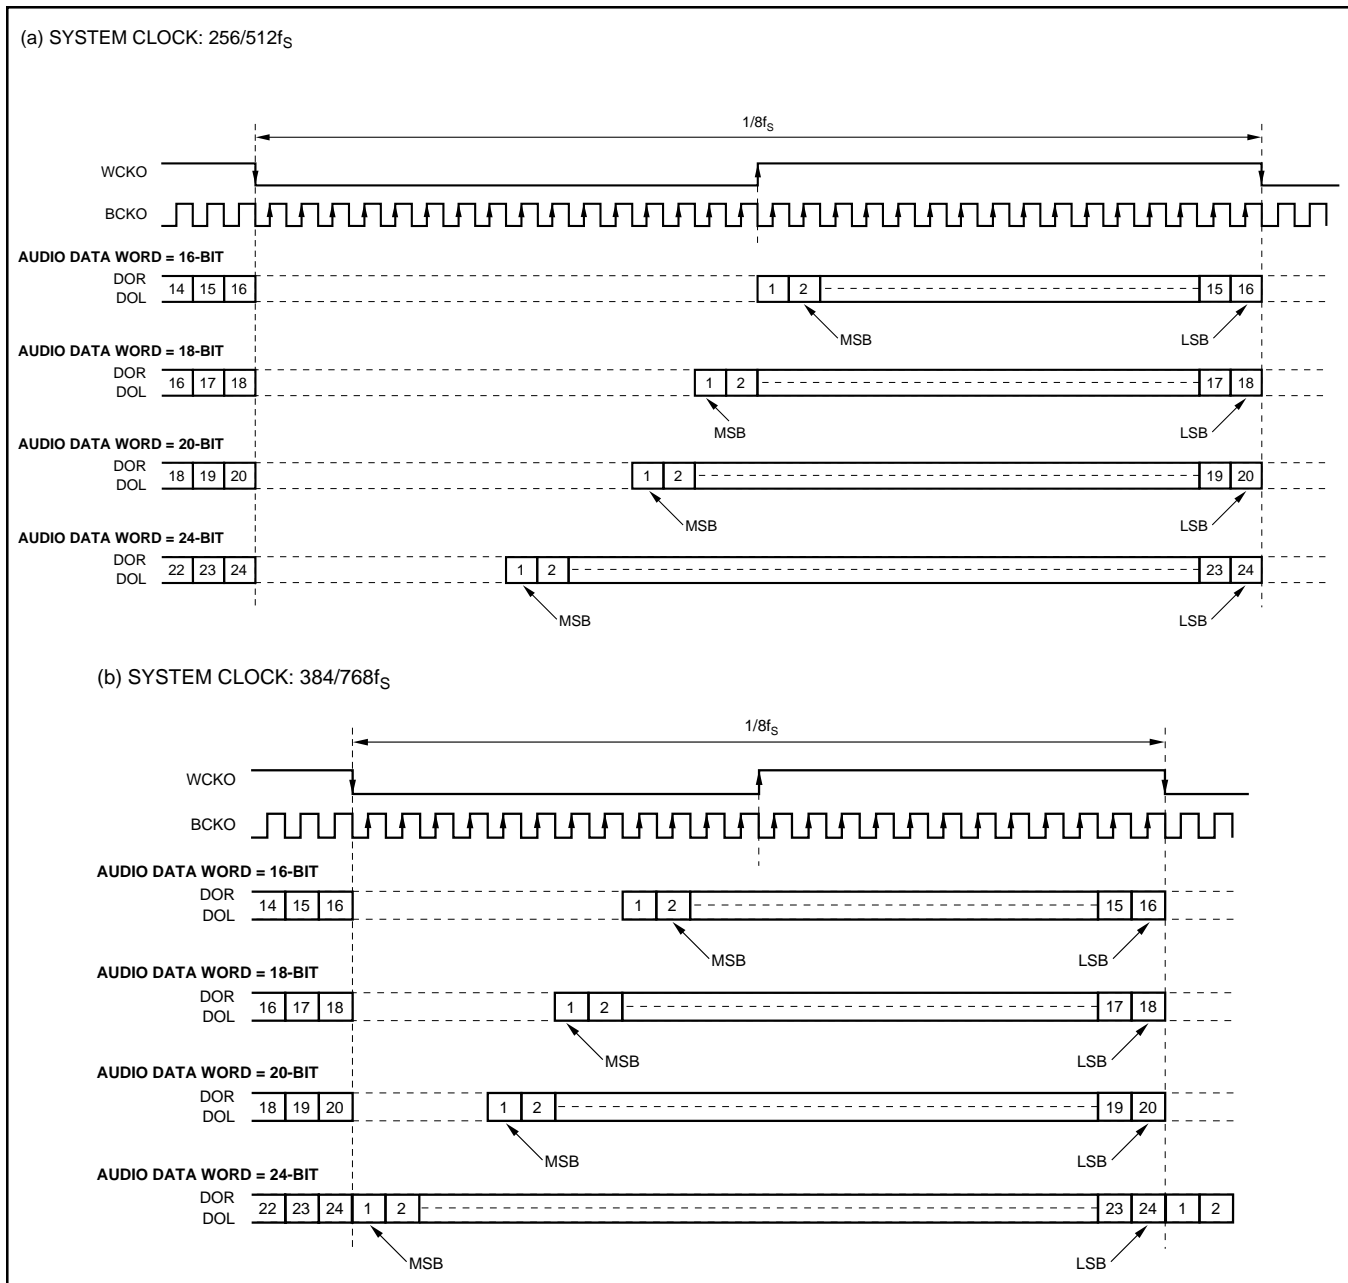 (a) SYSTEM CLOCK: 256/512fS
1/8fS
WCKO
BCKO
AUDIO DATA WORD = 16-BIT
DOR
DOL
14 15 16 1 2 15 16
MSB LSB
AUDIO DATA WORD = 18-BIT
DOR
DOL
16 17 18 1 2 17 18
MSB LSB
AUDIO DATA WORD = 20-BIT
DOR
DOL
18 19 20 1 2 19 20
MSB LSB
AUDIO DATA WORD = 24-BIT
DOR
DOL
22 23 24 1 2 23 24
MSB LSB
(b) SYSTEM CLOCK: 384/768fS
1/8fS
WCKO
BCKO
AUDIO DATA WORD = 16-BIT
DOR
DOL
14 15 16 1 2 15 16
MSB LSB
AUDIO DATA WORD = 18-BIT
DOR
DOL
16 17 18 1 2 17 18
MSB LSB
AUDIO DATA WORD = 20-BIT
DOR
DOL
18 19 20 1 2 19 20
MSB LSB
AUDIO DATA WORD = 24-BIT
DOR
DOL
22 23 24 1 2 23 24 1 2
MSB LSB